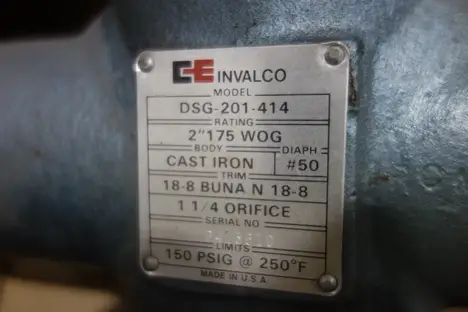 CE INVALCO
MODEL
DSG-201-414
RATING
2"175 WOG
BODY DIAPH
CAST IRON #50
TRIM
18-8 BUNA N 18-8
1 1/4 ORIFICE
SERIAL NO
LIMITS
150 PSIG @ 250°F
MADE IN U.S.A